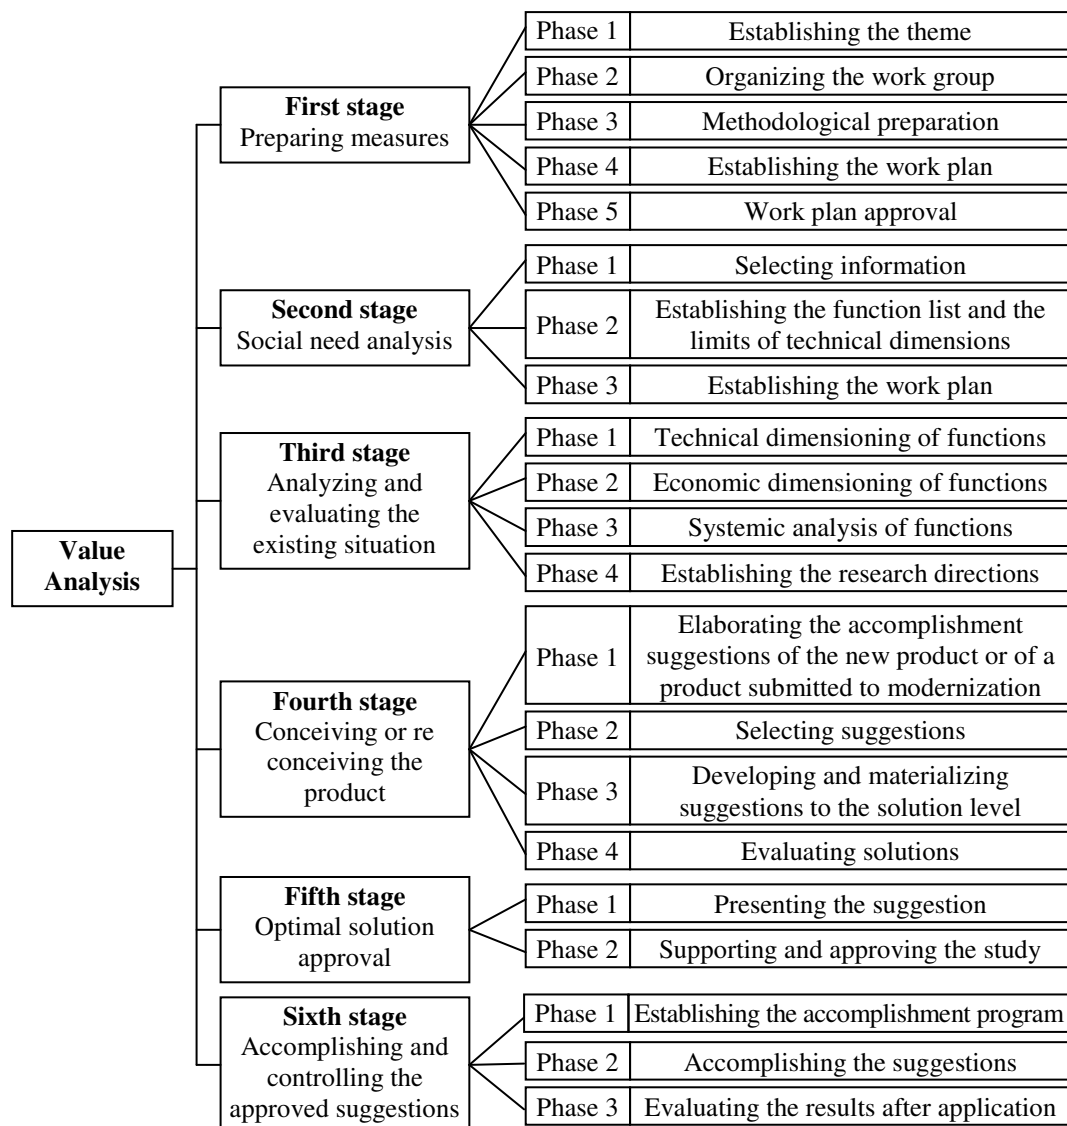 Value
Analysis
First stage
Preparing measures
Phase 1 Establishing the theme
Phase 2 Organizing the work group
Phase 3 Methodological preparation
Phase 4 Establishing the work plan
Phase 5 Work plan approval
Second stage
Social need analysis
Phase 1 Selecting information
Phase 2 Establishing the function list and the
limits of technical dimensions
Phase 3 Establishing the work plan
Third stage
Analyzing and
evaluating the
existing situation
Phase 1 Technical dimensioning of functions
Phase 2 Economic dimensioning of functions
Phase 3 Systemic analysis of functions
Phase 4 Establishing the research directions
Fourth stage
Conceiving or re
conceiving the
product
Phase 1 Elaborating the accomplishment
suggestions of the new product or of a
product submitted to modernization
Phase 2 Selecting suggestions
Phase 3 Developing and materializing
suggestions to the solution level
Phase 4 Evaluating solutions
Fifth stage
Optimal solution
approval
Phase 1 Presenting the suggestion
Phase 2 Supporting and approving the study
Sixth stage
Accomplishing and
controlling the
approved suggestions
Phase 1 Establishing the accomplishment program
Phase 2 Accomplishing the suggestions
Phase 3 Evaluating the results after application